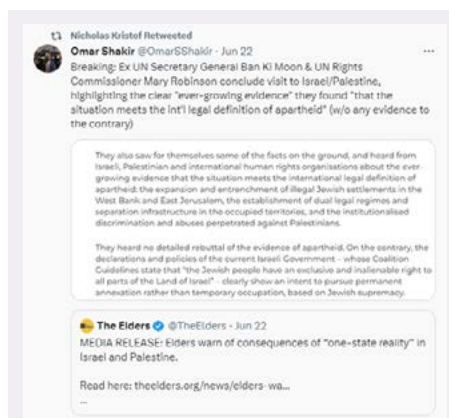 Nicholas Kristof Retweeted
Omar Shakir @OmarSShakir · Jun 22 ...
Breaking: Ex UN Secretary General Ban Ki Moon & UN Rights
Commissioner Mary Robinson conclude visit to Israel/Palestine,
highlighting the clear "ever-growing evidence" they found "that the
situation meets the int'l legal definition of apartheid" (w/o any evidence to
the contrary)
They also saw for themselves some of the facts on the ground, and heard from
Israeli, Palestinian and international human rights organisations about the ever-
growing evidence that the situation meets the international legal definition of
apartheid: the expansion and entrenchment of illegal Jewish settlements in the
West Bank and East Jerusalem, the establishment of dual legal regimes and
separation infrastructure in the occupied territories, and the institutionalised
discrimination and abuses perpetrated against Palestinians.
They heard no detailed rebuttal of the evidence of apartheid. On the contrary, the
declarations and policies of the current Israeli Government – whose Coalition
Guidelines state that "the Jewish people have an exclusive and inalienable right to
all parts of the Land of Israel" – clearly show an intent to pursue permanent
annexation rather than temporary occupation, based on Jewish supremacy.
The Elders @TheElders · Jun 22
MEDIA RELEASE: Elders warn of consequences of "one-state reality" in
Israel and Palestine.
Read here: theelders.org/news/elders-wa...
...